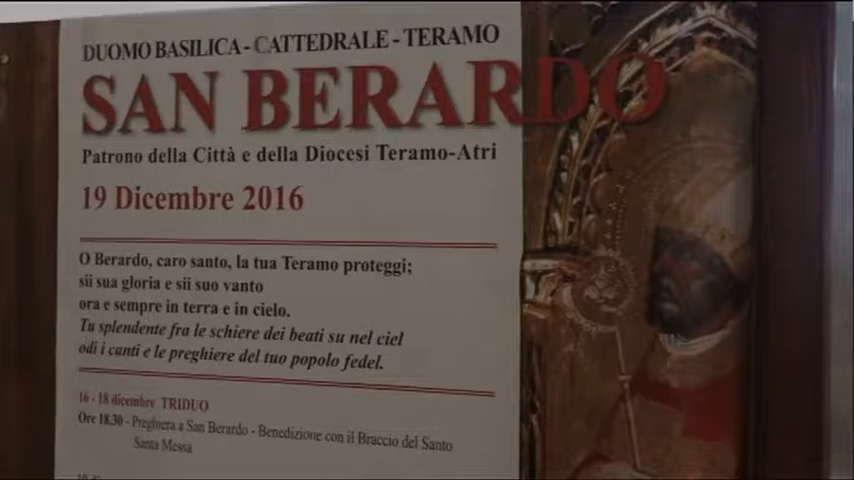 DUOMO BASILICA - CATTEDRALE - TERAMO
SAN BERARDO
Patrono della Città e della Diocesi Teramo-Atri
19 Dicembre 2016
O Berardo, caro santo, la tua Teramo proteggi;
sii sua gloria e sii suo vanto
ora e sempre in terra e in cielo.
Tu splendente fra le schiere dei beati su nel ciel
odi i canti e le preghiere del tuo popolo fedel.
16 - 18 dicembre TRIDUO
Ore 18.30 - Preghiera a San Berardo - Benedizione con il Braccio del Santo
Santa Messa